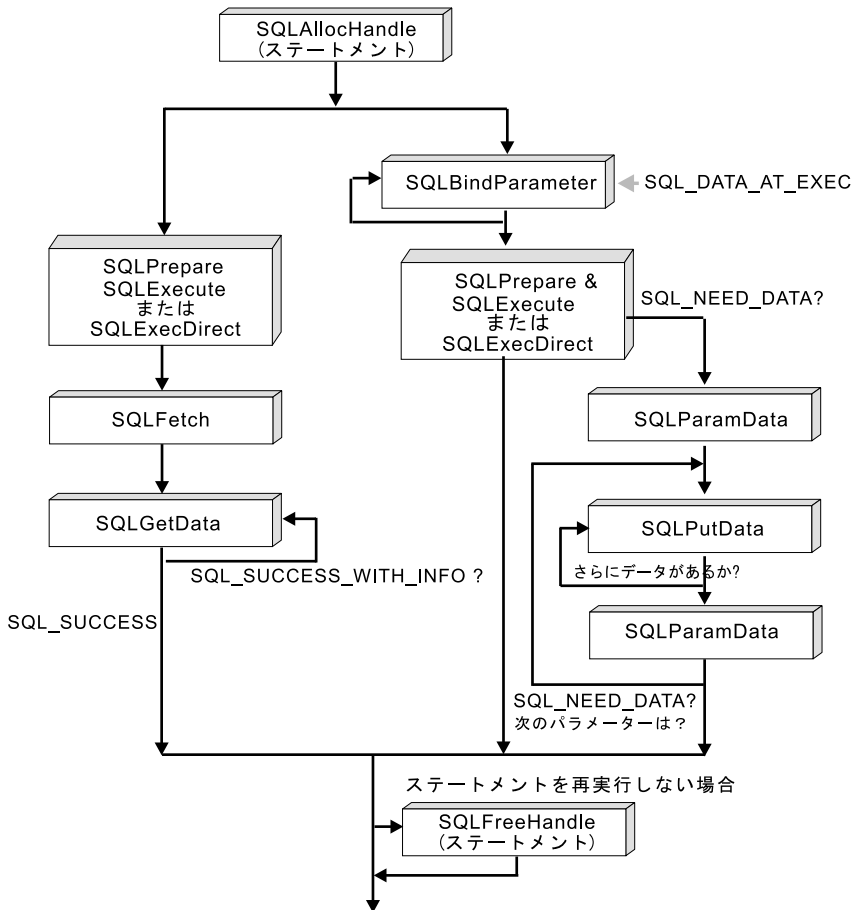 SQLAllocHandle
(ステートメント)
SQLBindParameter
SQL_DATA_AT_EXEC
SQLPrepare
SQLExecute
または
SQLExecDirect
SQLPrepare &
SQLExecute
または
SQLExecDirect
SQL_NEED_DATA?
SQLFetch
SQLParamData
SQLGetData
SQLPutData
SQL_SUCCESS_WITH_INFO ?
さらにデータがあるか?
SQL_SUCCESS
SQLParamData
SQL_NEED_DATA?
次のパラメーターは?
ステートメントを再実行しない場合
SQLFreeHandle
(ステートメント)